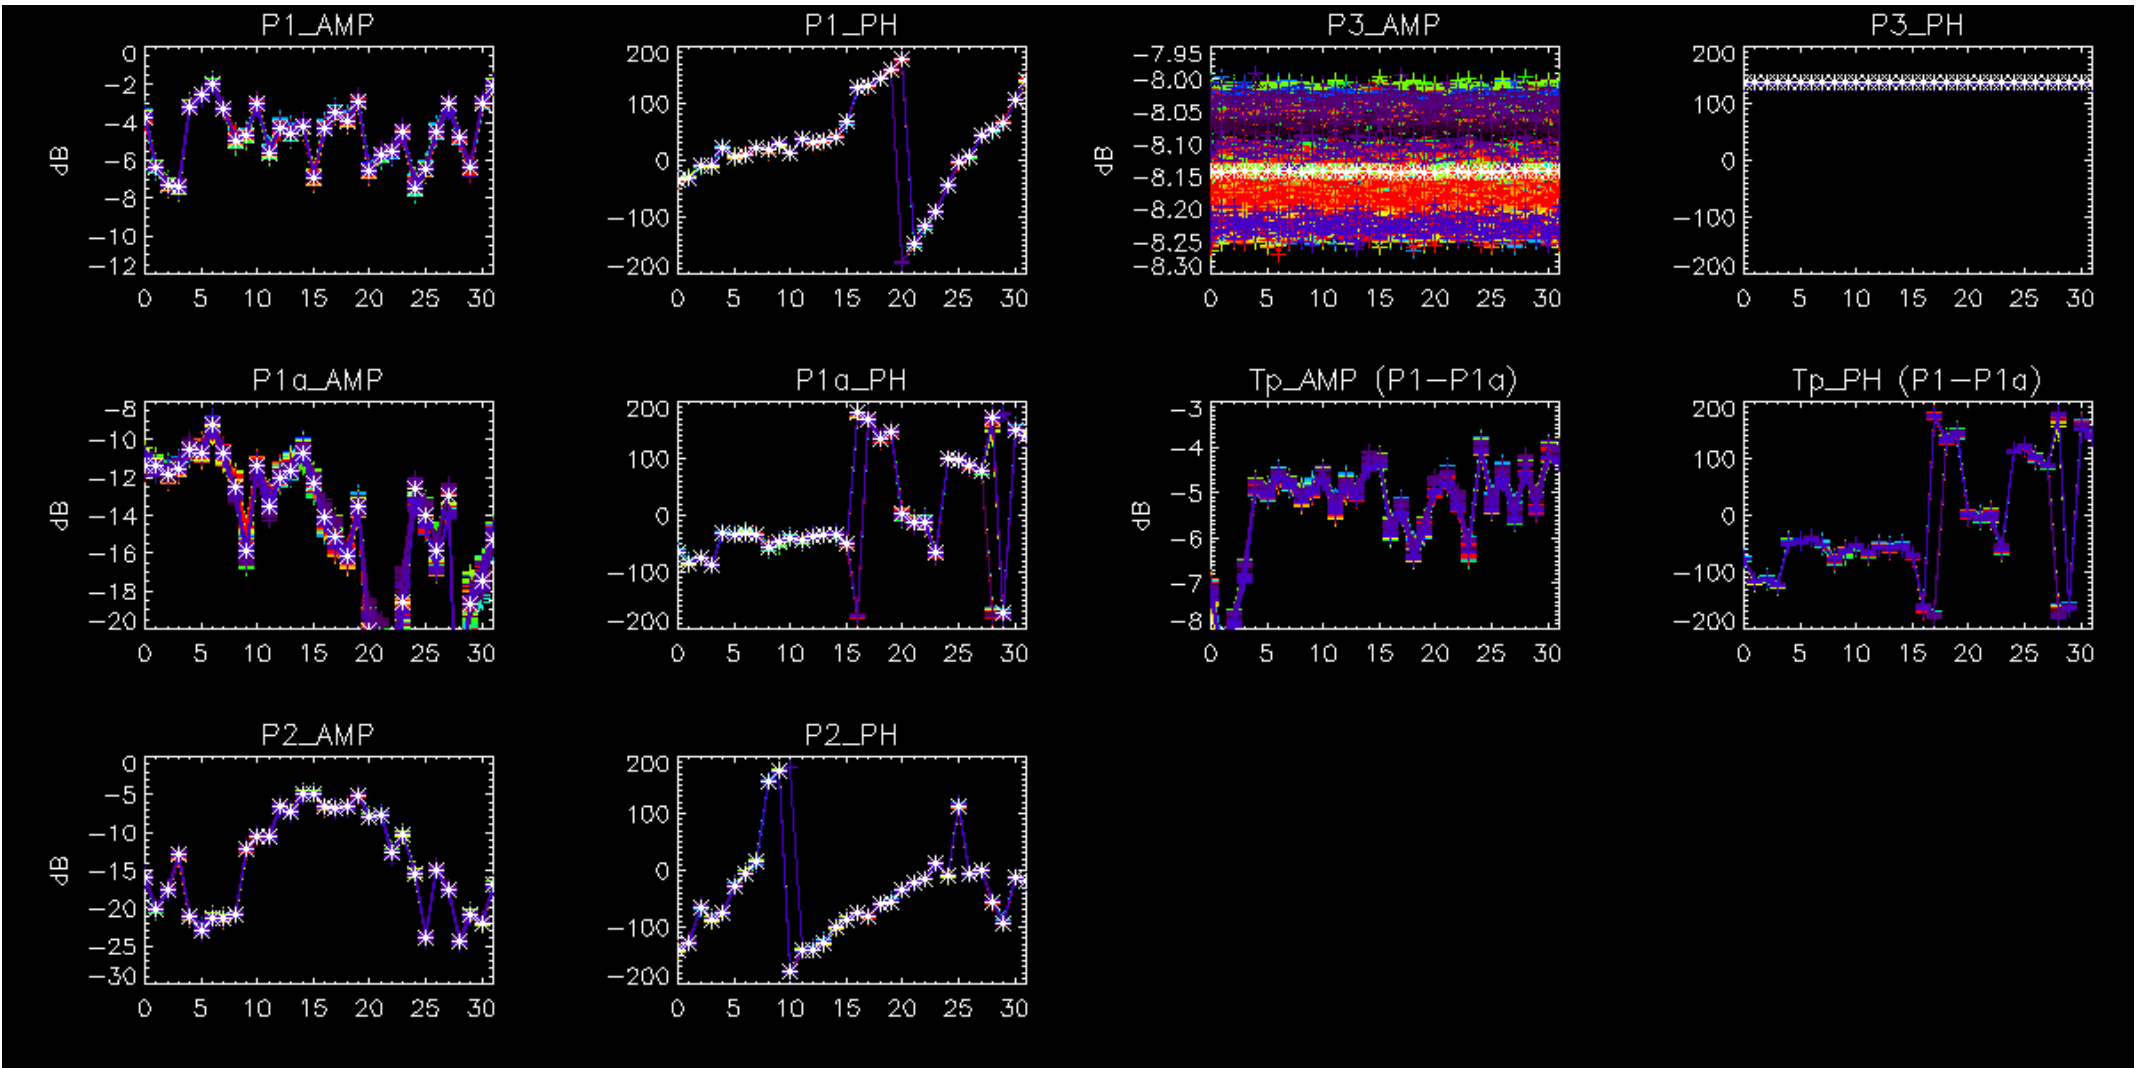 P1_AMP
P1_PH
P3_AMP
P3_PH
dB
0
−2
−4
−6
−8
−10
−12
0 5 10 15 20 25 30
200
100
0
−100
−200
0 5 10 15 20 25 30
dB
−7.95
−8.00
−8.05
−8.10
−8.15
−8.20
−8.25
−8.30
0 5 10 15 20 25 30
200
100
0
−100
−200
0 5 10 15 20 25 30
P1a_AMP
P1a_PH
Tp_AMP (P1−P1a)
Tp_PH (P1−P1a)
dB
−8
−10
−12
−14
−16
−18
−20
0 5 10 15 20 25 30
200
100
0
−100
−200
0 5 10 15 20 25 30
dB
−3
−4
−5
−6
−7
−8
0 5 10 15 20 25 30
200
100
0
−100
−200
0 5 10 15 20 25 30
P2_AMP
P2_PH
dB
0
−5
−10
−15
−20
−25
−30
0 5 10 15 20 25 30
200
100
0
−100
−200
0 5 10 15 20 25 30